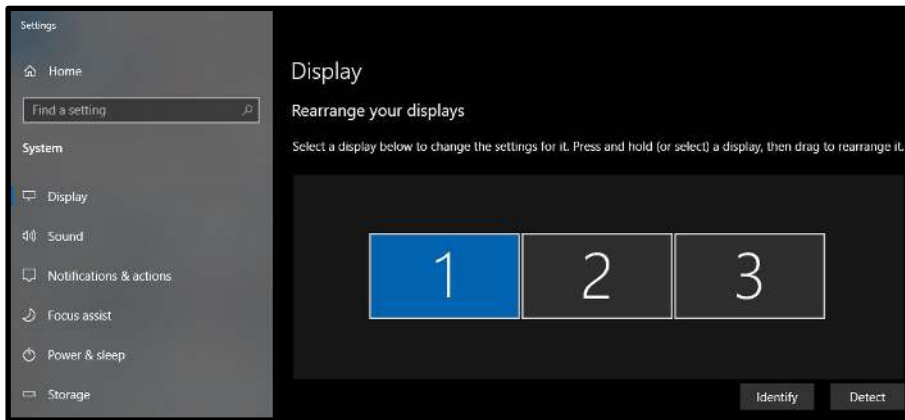 Settings
Home
Find a setting
System
Display
Sound
Notifications & actions
Focus assist
Power & sleep
Storage
Display
Rearrange your displays
Select a display below to change the settings for it. Press and hold (or select) a display, then drag to rearrange it.
1 2 3
Identify Detect